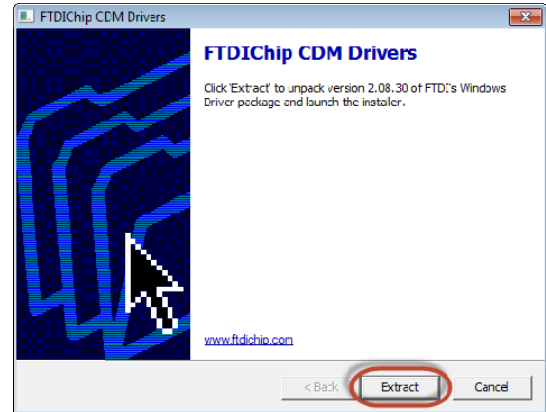 FTDIChip CDM Drivers
FTDIChip CDM Drivers
Click 'Extract' to unpack version 2.08.30 of FTDI's Windows
Driver package and launch the installer.
www.ftdichip.com
< Back
Extract
Cancel